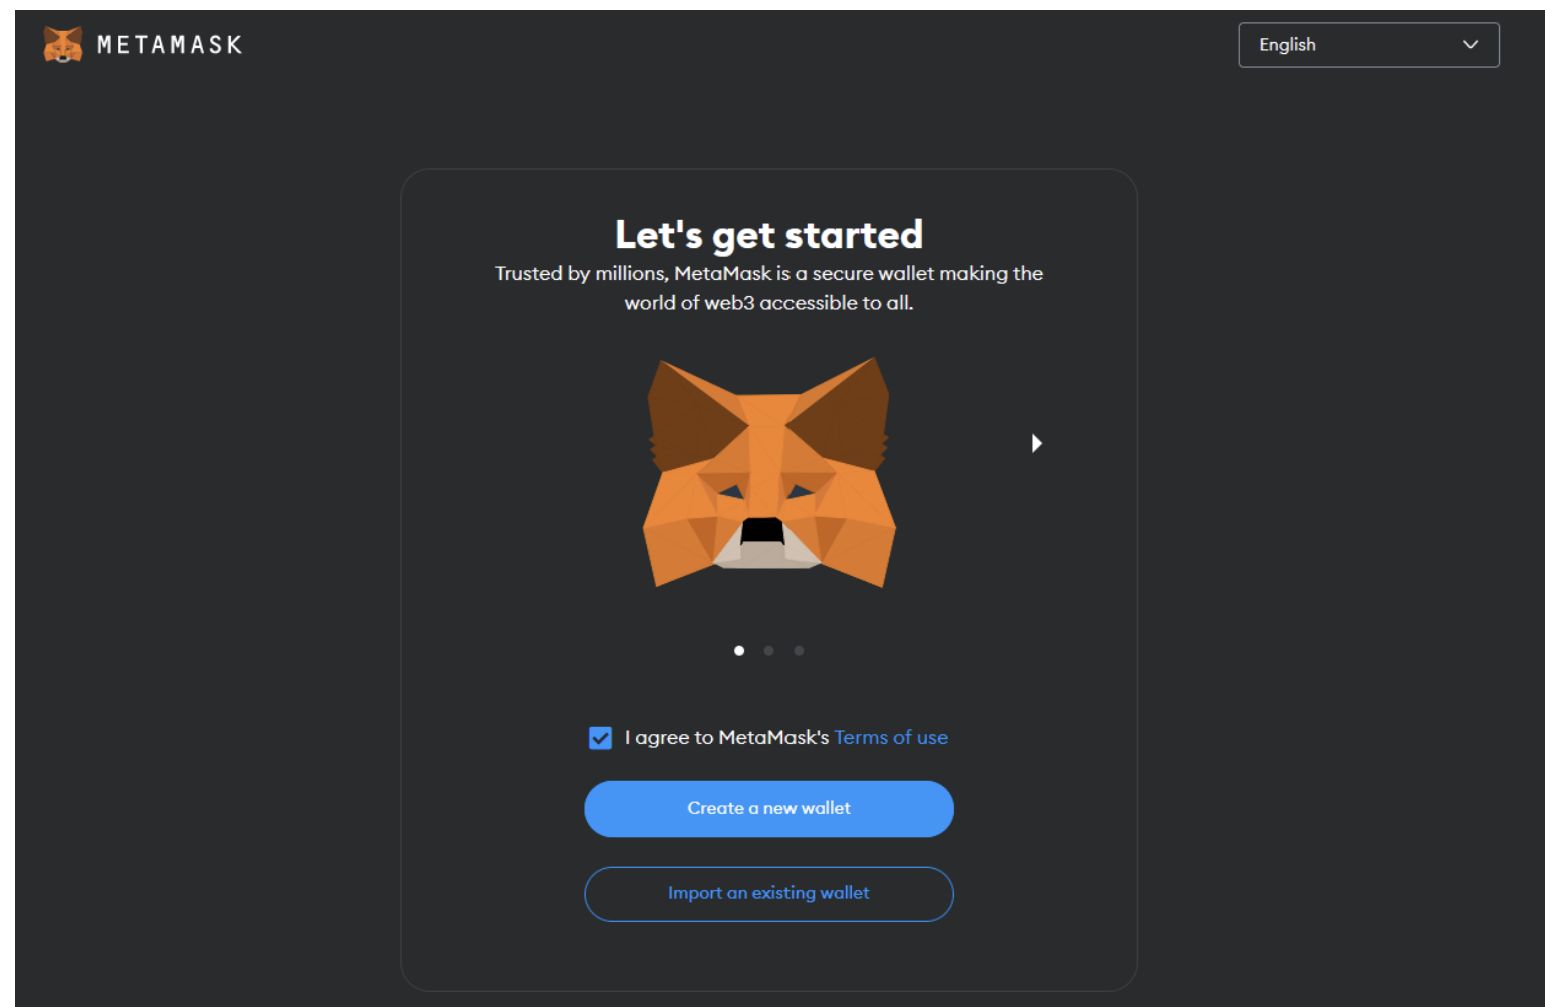 METAMASK
English
Let's get started
Trusted by millions, MetaMask is a secure wallet making the
world of web3 accessible to all.
I agree to MetaMask's Terms of use
Create a new wallet
Import an existing wallet